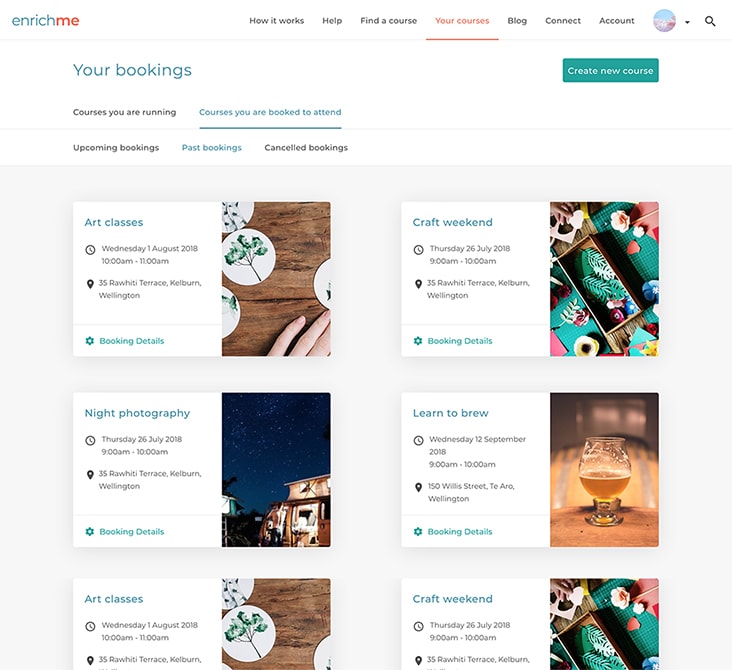 enrichme
How it works Help Find a course Your courses Blog Connect Account
Your bookings
Create new course
Courses you are running Courses you are booked to attend
Upcoming bookings Past bookings Cancelled bookings
Art classes
Wednesday 1 August 2018
10:00am - 11:00am
35 Rawhiti Terrace, Kelburn,
Wellington
Booking Details
Craft weekend
Thursday 26 July 2018
9:00am - 10:00am
35 Rawhiti Terrace, Kelburn,
Wellington
Booking Details
Night photography
Thursday 26 July 2018
9:00am - 10:00am
35 Rawhiti Terrace, Kelburn,
Wellington
Booking Details
Learn to brew
Wednesday 12 September
2018
9:00am - 10:00am
150 Willis Street, Te Aro,
Wellington
Booking Details
Art classes
Wednesday 1 August 2018
10:00am - 11:00am
35 Rawhiti Terrace, Kelburn,
Craft weekend
Thursday 26 July 2018
9:00am - 10:00am
35 Rawhiti Terrace, Kelburn,